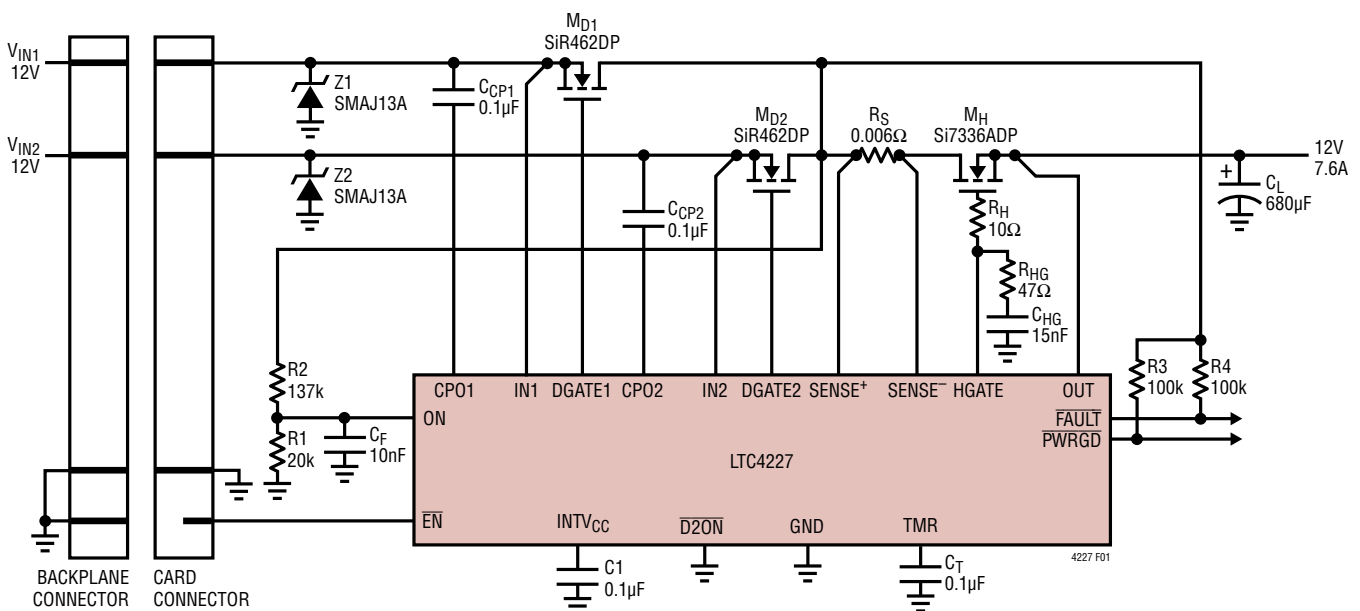 M_D1
SiR462DP
V_IN1
12V
Z1
SMAJ13A
C_CP1
0.1µF
M_D2
SiR462DP
R_S
0.006Ω
M_H
Si7336ADP
12V
7.6A
V_IN2
12V
Z2
SMAJ13A
C_CP2
0.1µF
R_H
10Ω
+
C_L
680µF
R_HG
47Ω
C_HG
15nF
R2
137k
R3
100k
R4
100k
CPO1 IN1 DGATE1 CPO2 IN2 DGATE2 SENSE+ SENSE– HGATE OUT
ON
FAULT
PWRGD
R1
20k
C_F
10nF
LTC4227
EN
INTV_CC
D2ON
GND
TMR
4227 F01
C1
0.1µF
C_T
0.1µF
BACKPLANE
CONNECTOR
CARD
CONNECTOR